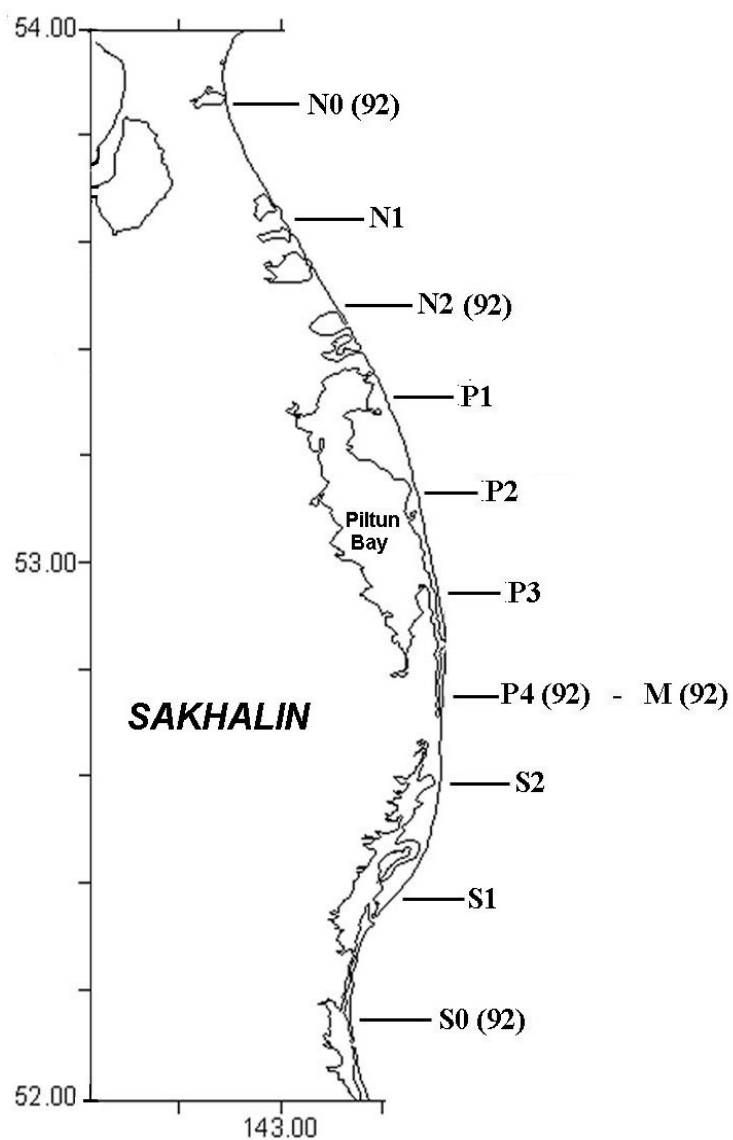 54.00
N0 (92)
N1
N2 (92)
P1
P2
Piltun
Bay
53.00
P3
P4 (92) - M (92)
SAKHALIN
S2
S1
S0 (92)
52.00
143.00